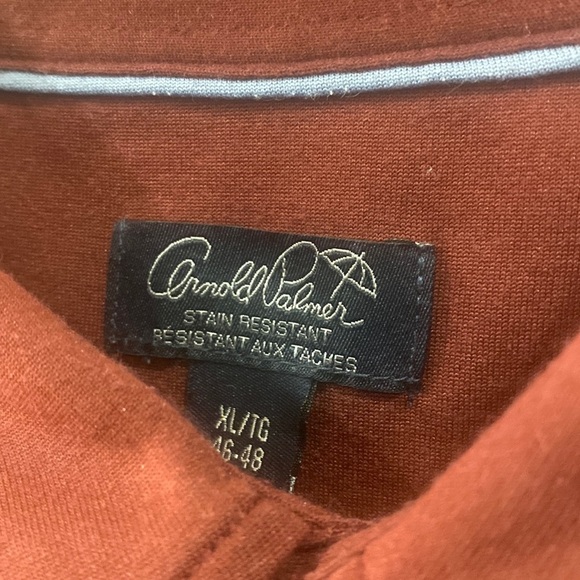 Arnold Palmer
STAIN RESISTANT
RÉSISTANT AUX TACHES
XL/TG
46-48